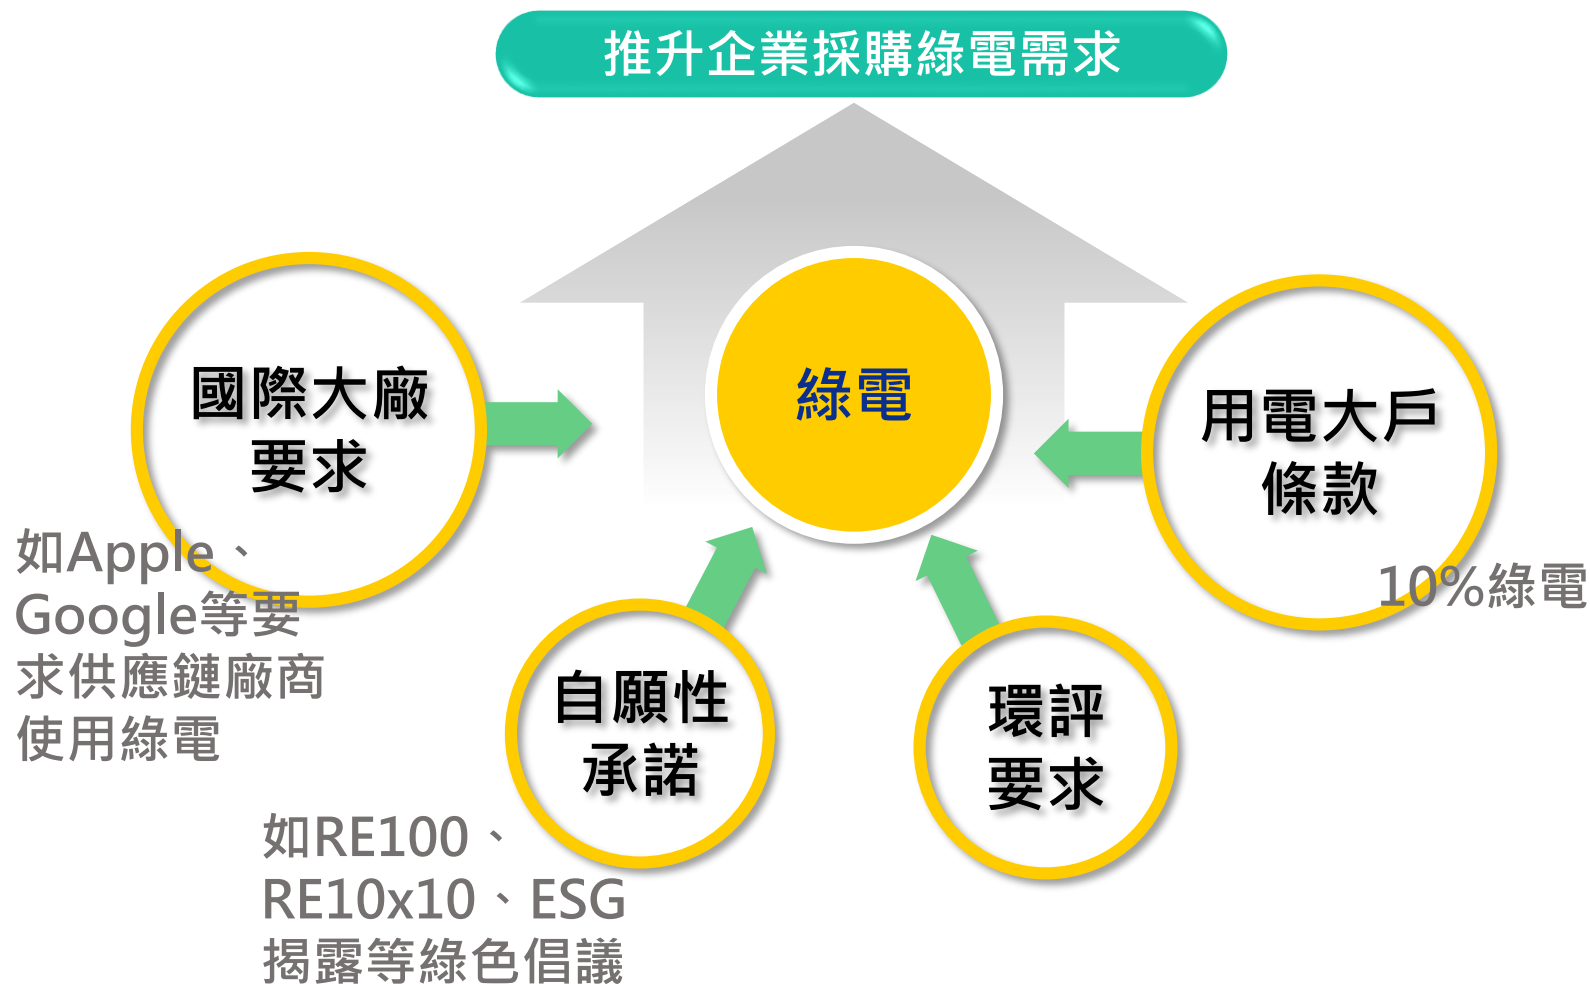 推升企業採購綠電需求
綠電
國際大廠
要求
如Apple、
Google等要
求供應鏈廠商
使用綠電
自願性
承諾
如RE100、
RE10x10、ESG
揭露等綠色倡議
環評
要求
用電大戶
條款
10%綠電